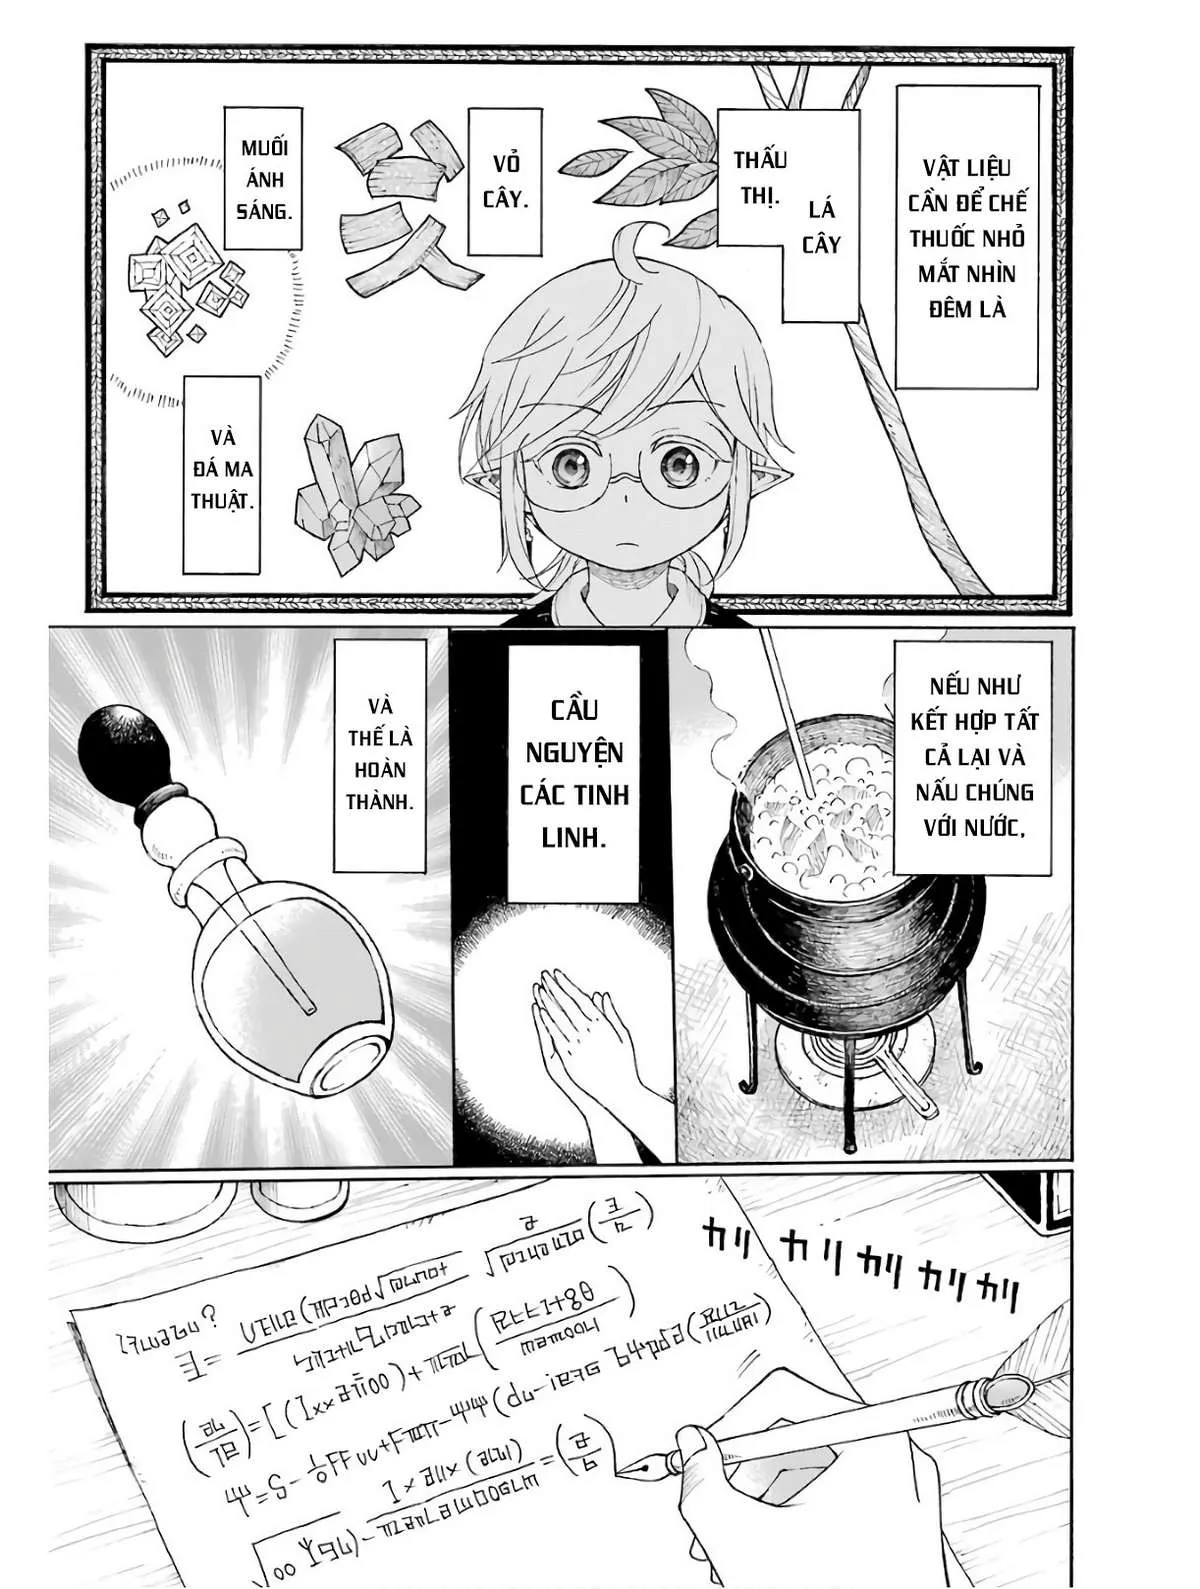 VẬT LIỆU
CẦN ĐỂ CHẾ
THUỐC NHỎ
MẮT NHÌN
ĐÊM LÀ
THẤU
THỊ.
LÁ
CÂY
VỎ
CÂY.
MUỐI
ÁNH
SÁNG.
VÀ
ĐÁ MA
THUẬT.
NẾU NHƯ
KẾT HỢP TẤT
CẢ LẠI VÀ
NẤU CHÚNG
VỚI NƯỚC,
CẦU
NGUYỆN
CÁC TINH
LINH.
VÀ
THẾ LÀ
HOÀN
THÀNH.
カリ カリ カリ カリ カリ